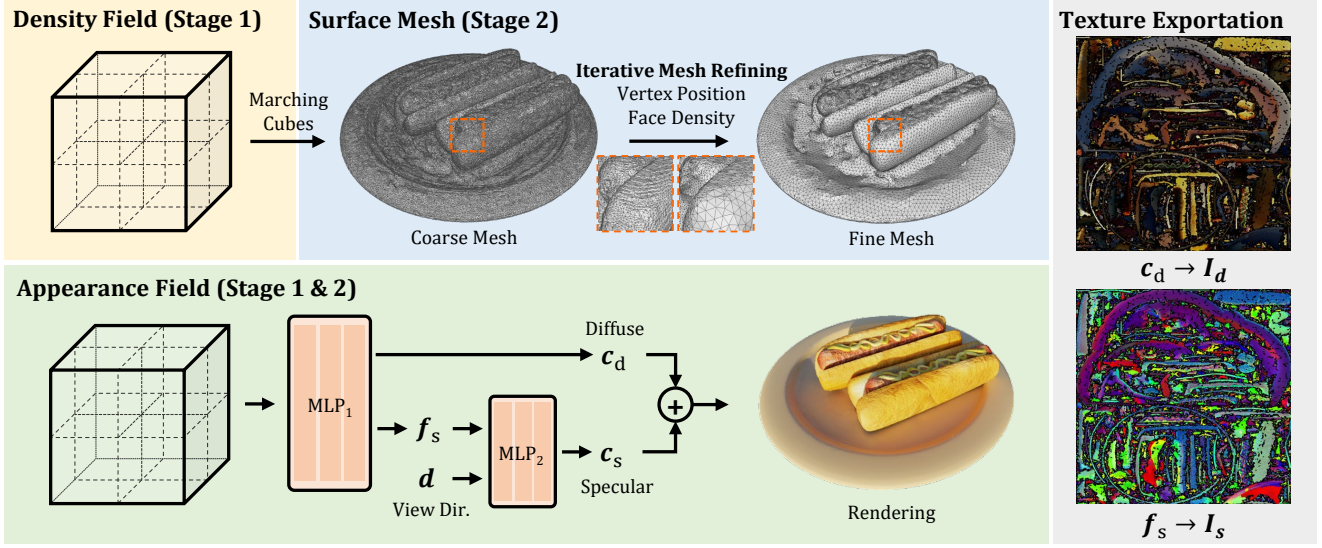 Density Field (Stage 1)
Marching
Cubes
Surface Mesh (Stage 2)
Coarse Mesh
Iterative Mesh Refining
Vertex Position
Face Density
Fine Mesh
Texture Exportation
c_d → I_d
f_s → I_s
Appearance Field (Stage 1 & 2)
MLP₁
Diffuse
c_d
f_s
d
View Dir.
MLP₂
c_s
Specular
+
Rendering